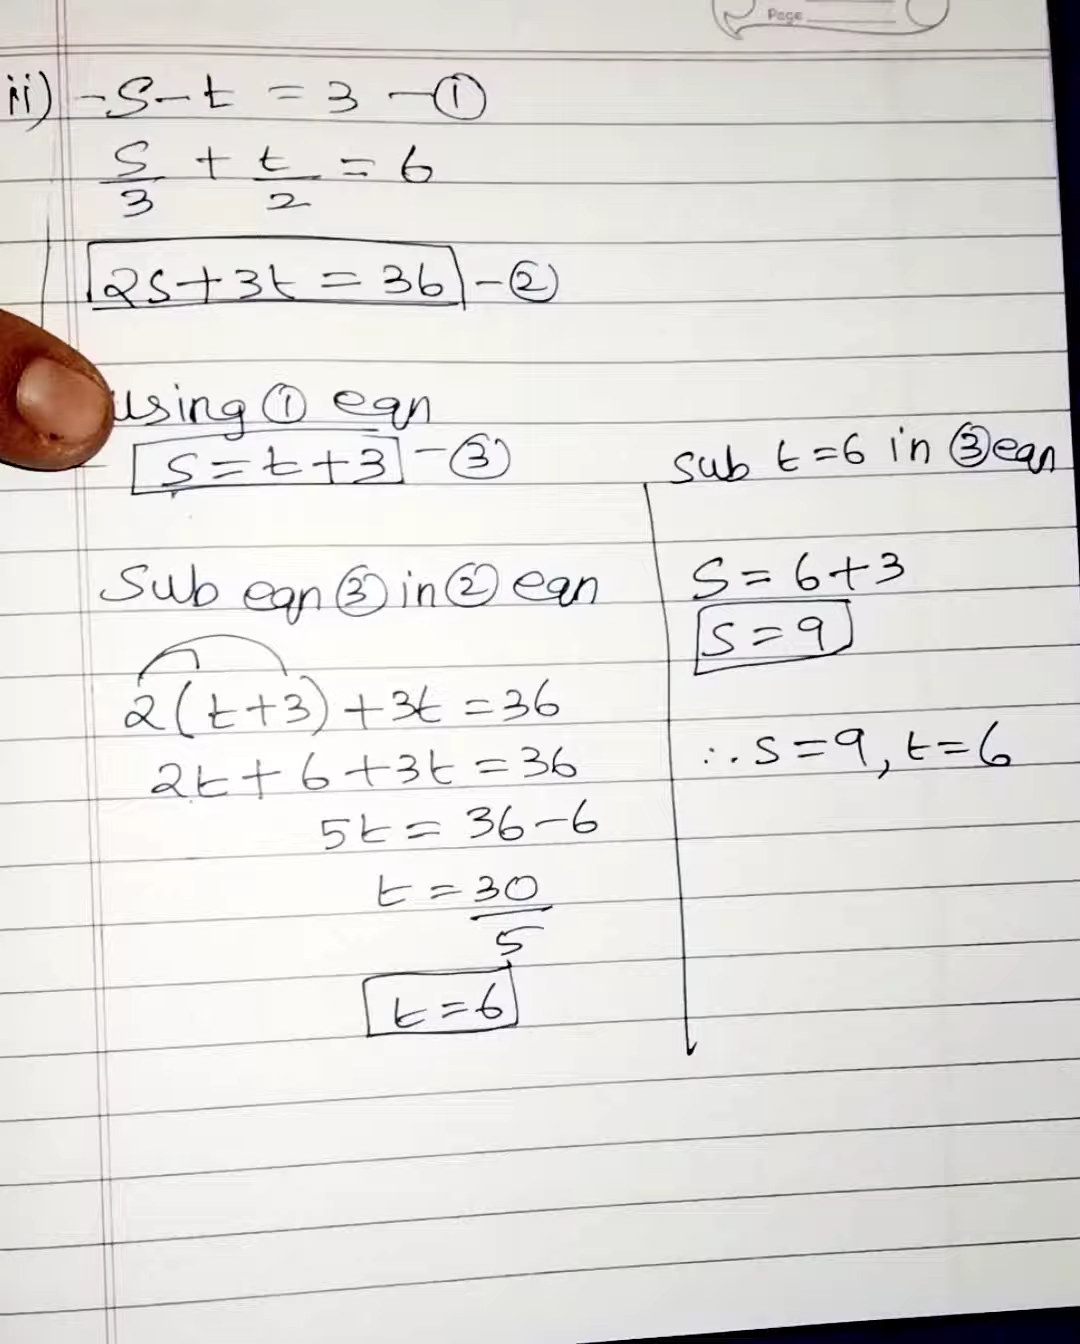 Page
ii) -S-t = 3 -①
S/3 + t/2 = 6
2S+3t = 36 -②
using ① eqn
S=t+3 -③
Sub eqn ③ in ② eqn
2(t+3)+3t=36
2t+6+3t=36
5t= 36-6
t = 30/5
t=6
Sub t=6 in ③ eqn
S= 6+3
S=9
∴ S=9, t=6